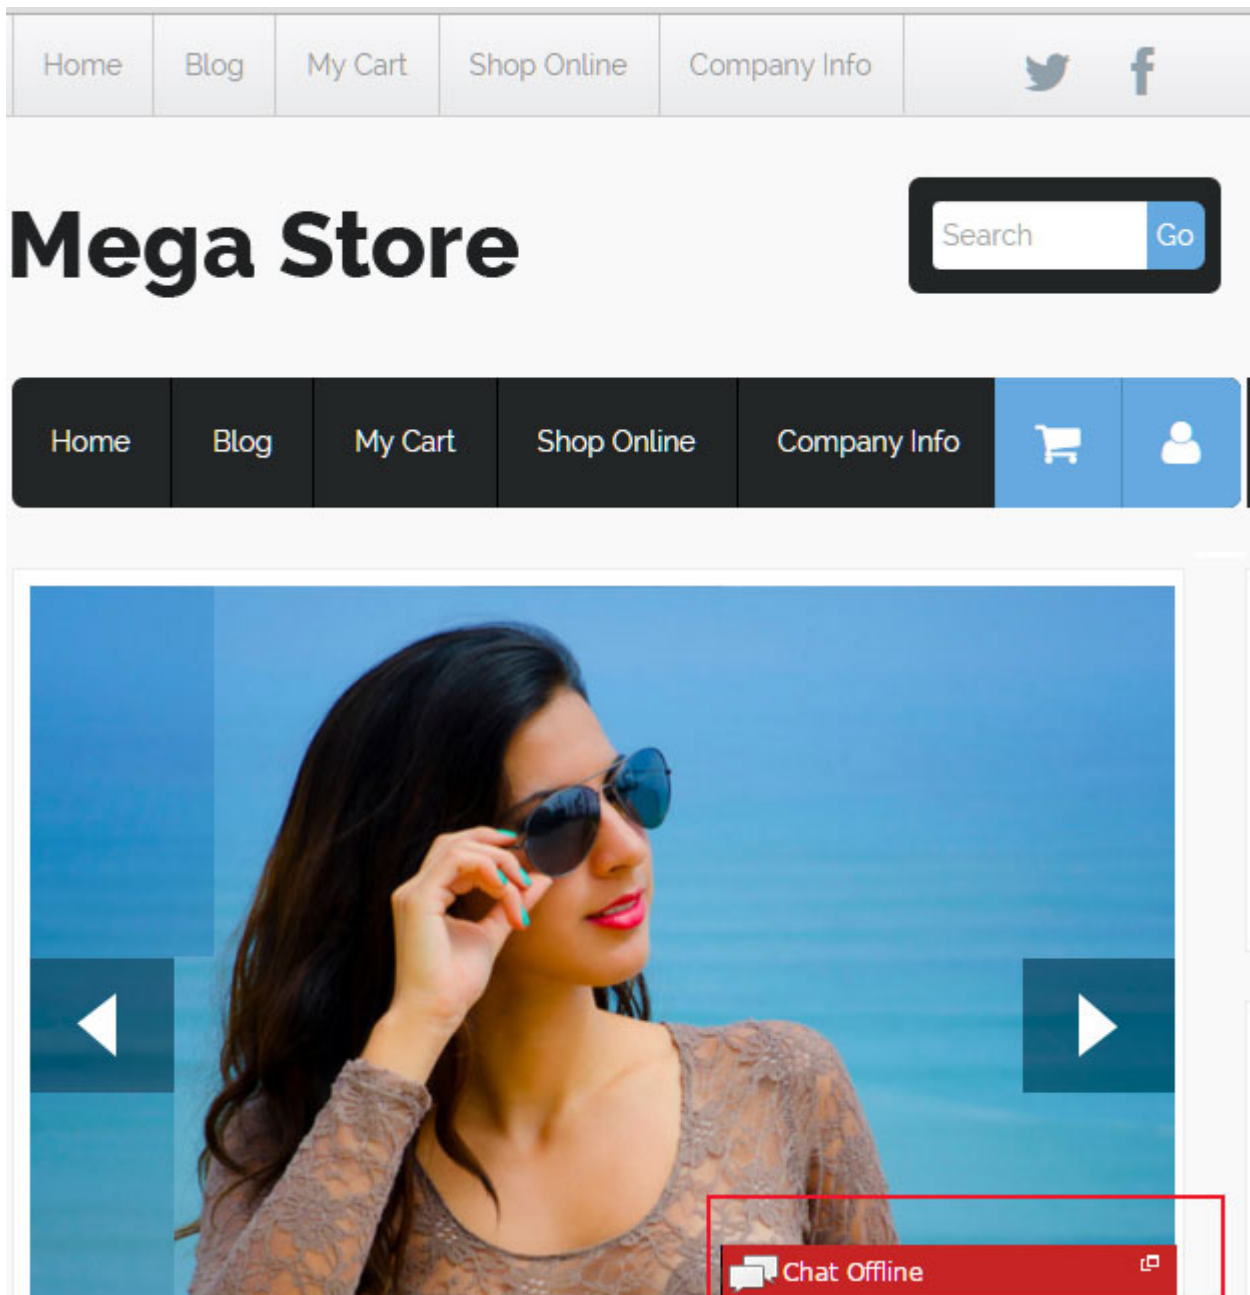 Home Blog My Cart Shop Online Company Info
Mega Store
Search Go
Home Blog My Cart Shop Online Company Info
Chat Offline